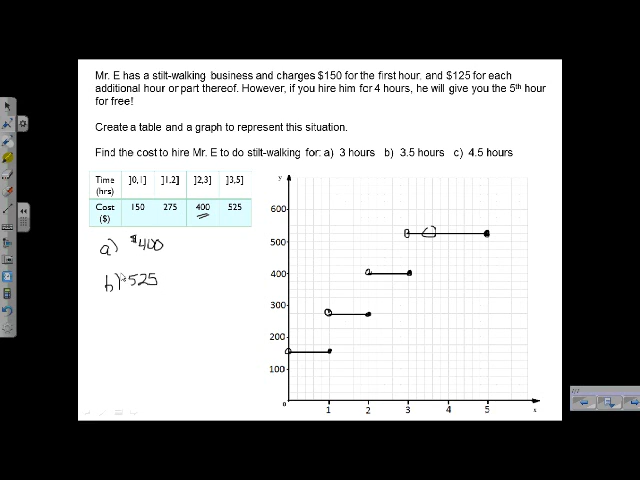 Mr. E has a stilt-walking business and charges $150 for the first hour, and $125 for each
additional hour or part thereof. However, if you hire him for 4 hours, he will give you the 5th hour
for free!
Create a table and a graph to represent this situation.
Find the cost to hire Mr. E to do stilt-walking for: a) 3 hours b) 3.5 hours c) 4.5 hours
Time (hrs) ]0,1] ]1,2] ]2,3] ]3,5]
Cost ($) 150 275 400 525
a) $400
b) $525
y
600
500
400
300
200
100
0 1 2 3 4 5 x